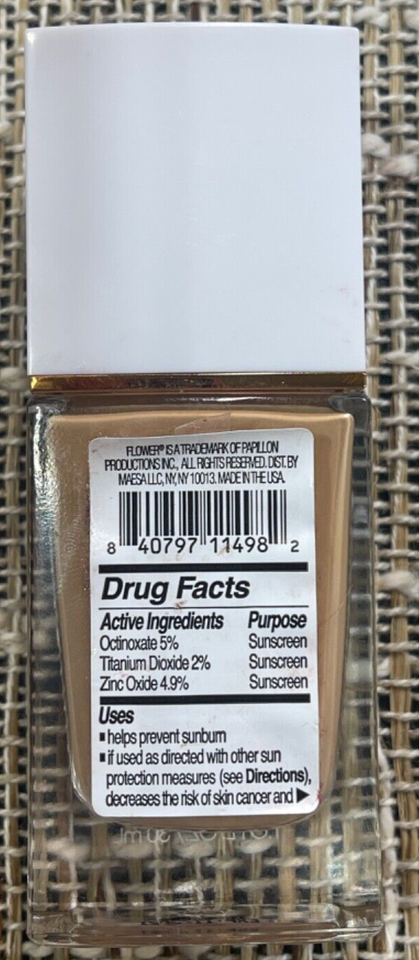 FLOWER® IS A TRADEMARK OF PAPILLON
PRODUCTIONS INC., ALL RIGHTS RESERVED. DIST. BY
MAESA LLC, NY, NY 10013. MADE IN THE USA.
8 40797 11498 2
Drug Facts
Active Ingredients Purpose
Octinoxate 5% Sunscreen
Titanium Dioxide 2% Sunscreen
Zinc Oxide 4.9% Sunscreen
Uses
▪ helps prevent sunburn
▪ if used as directed with other sun
protection measures (see Directions),
decreases the risk of skin cancer and ▶